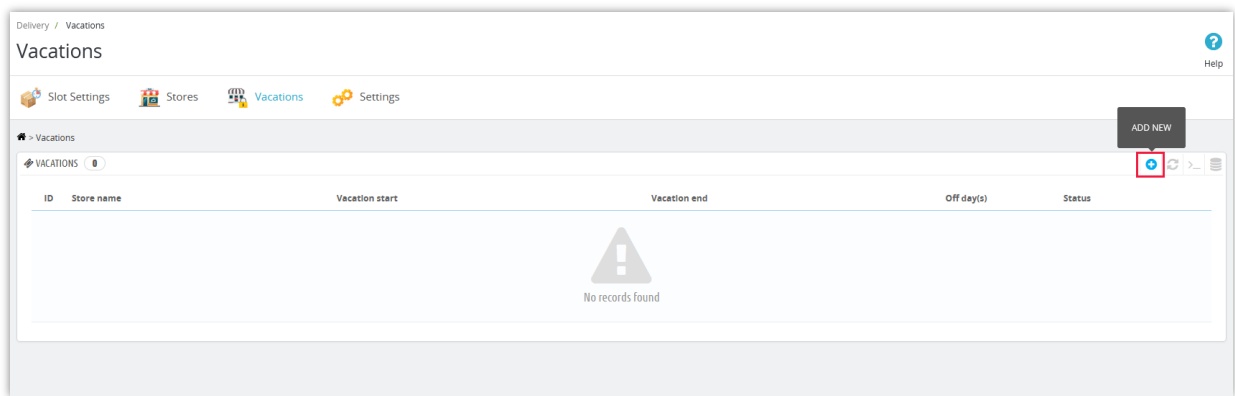 Delivery / Vacations
Vacations
Help
Slot Settings Stores Vacations Settings
ADD NEW
> Vacations
VACATIONS 0
>_
ID Store name Vacation start Vacation end Off day(s) Status
No records found